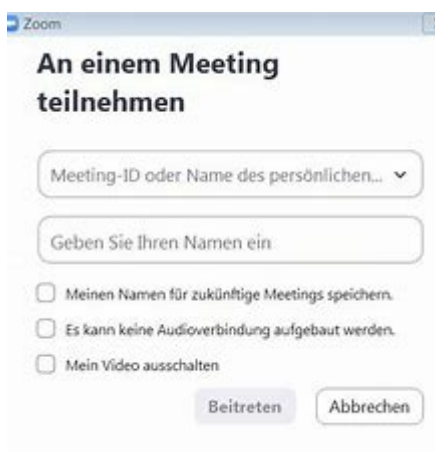 Zoom
An einem Meeting
teilnehmen
Meeting-ID oder Name des persönlichen...
Geben Sie Ihren Namen ein
Meinen Namen für zukünftige Meetings speichern.
Es kann keine Audioverbindung aufgebaut werden.
Mein Video ausschalten
Beitreten Abbrechen